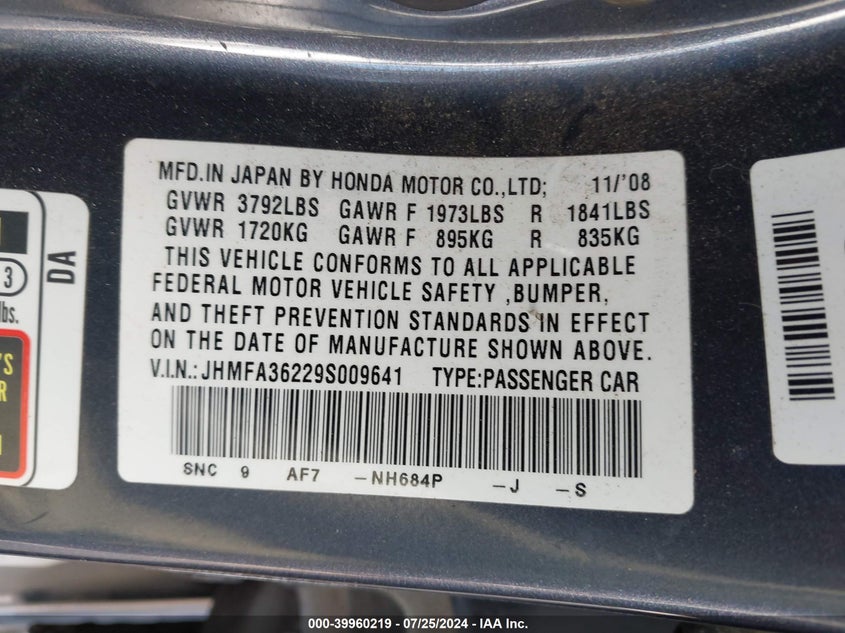 MFD.IN JAPAN BY HONDA MOTOR CO.,LTD; 11/'08
GVWR 3792LBS GAWR F 1973LBS R 1841LBS
GVWR 1720KG GAWR F 895KG R 835KG
THIS VEHICLE CONFORMS TO ALL APPLICABLE
FEDERAL MOTOR VEHICLE SAFETY ,BUMPER,
AND THEFT PREVENTION STANDARDS IN EFFECT
ON THE DATE OF MANUFACTURE SHOWN ABOVE.
V.I.N.:JHMFA36229S009641 TYPE:PASSENGER CAR
SNC 9 AF7 -NH684P -J -S
DA
3
lbs.
000-39960219 - 07/25/2024 - IAA Inc.